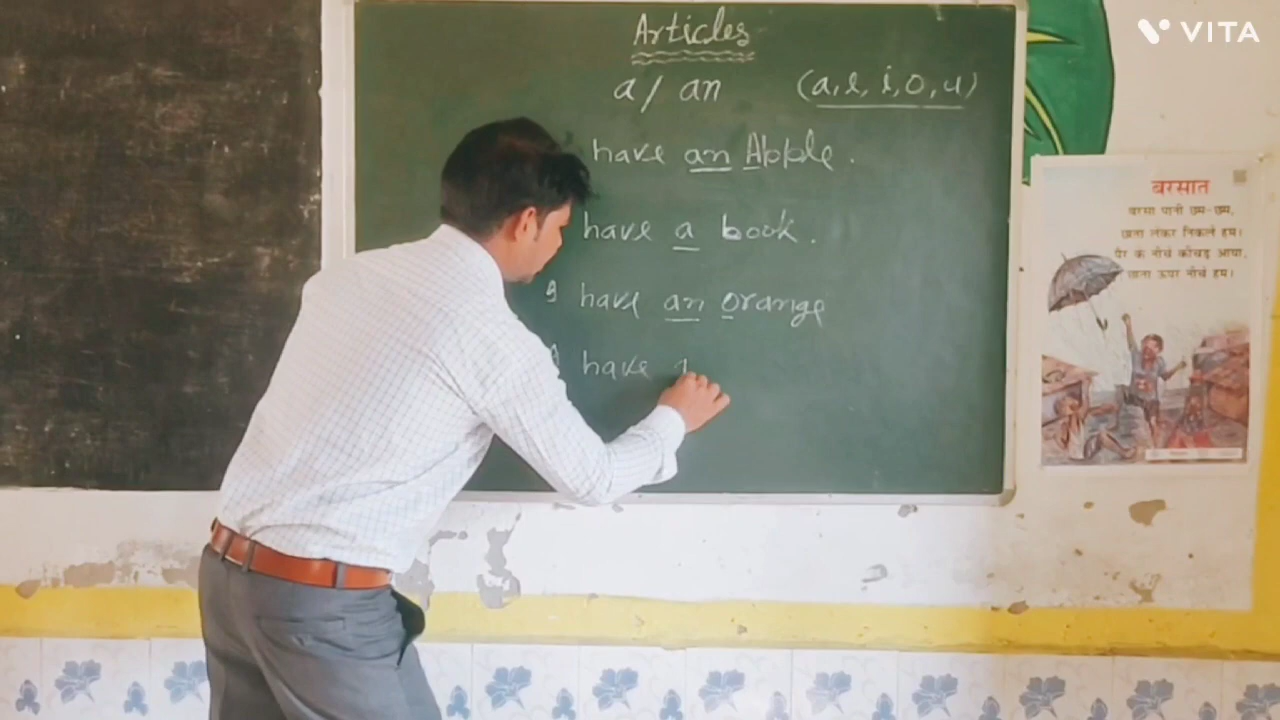 VITA
Articles
a / an (a, e, i, o, u)
have an Apple.
have a book.
I have an orange
I have
बरसात
बरसा पानी छम-छम,
छाता लेकर निकले हम।
पैर के नीचे कीचड़ आया,
छाता ऊपर नीचे हम।